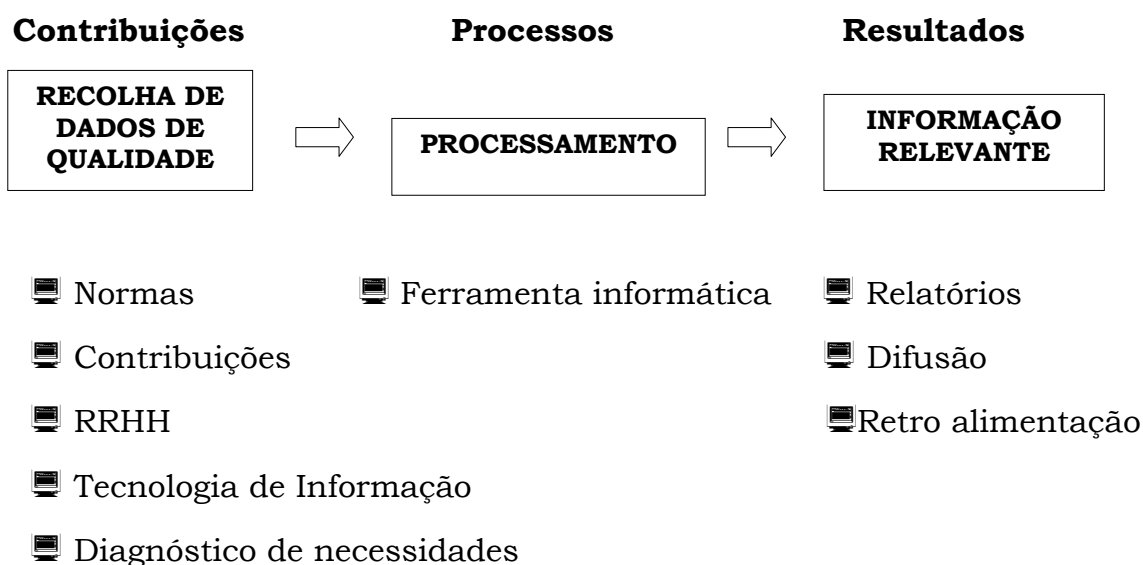 Contribuições Processos Resultados
RECOLHA DE
DADOS DE
QUALIDADE
PROCESSAMENTO
INFORMAÇÃO
RELEVANTE
Normas
Contribuições
RRHH
Tecnologia de Informação
Diagnóstico de necessidades
Ferramenta informática
Relatórios
Difusão
Retro alimentação